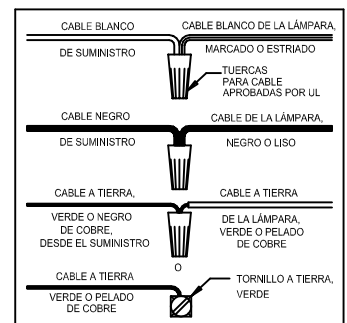 CABLE BLANCO
CABLE BLANCO DE LA LÁMPARA,
DE SUMINISTRO
MARCADO O ESTRIADO
TUERCAS
PARA CABLE
APROBADAS POR UL
CABLE NEGRO
CABLE DE LA LÁMPARA,
DE SUMINISTRO
NEGRO O LISO
CABLE A TIERRA,
CABLE A TIERRA
VERDE O NEGRO
DE COBRE,
DESDE EL SUMINISTRO
DE LA LÁMPARA,
VERDE O PELADO
DE COBRE
O
CABLE A TIERRA
VERDE O PELADO
DE COBRE
TORNILLO A TIERRA,
VERDE